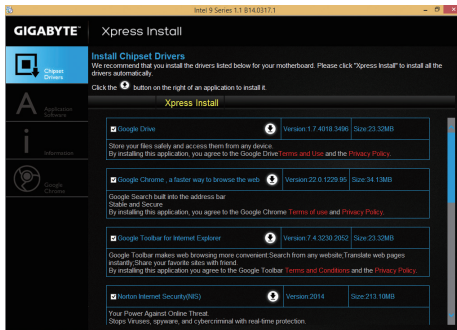 Intel 9 Series 1.1 B14.0317.1
GIGABYTE™
Xpress Install
Chipset
Drivers
Application
Software
Information
Google
Chrome
Install Chipset Drivers
We recommend that you install the drivers listed below for your motherboard. Please click "Xpress Install" to install all the
drivers automatically.
Click the button on the right of an application to install it.
Xpress Install
Google Drive
Version:1.7.4018.3496
Size:23.32MB
Store your files safely and access them from any device.
By installing this application, you agree to the Google DriveTerms and Use and the Privacy Policy.
Google Chrome , a faster way to browse the web
Version:22.0.1229.95
Size:34.13MB
Google Search built into the address bar
Stable and Secure
By installing this application, you agree to the Google Chrome Terms of use and Privacy Policy.
Google Toolbar for Internet Explorer
Version:7.4.3230.2052
Size:23.32MB
Google Toolbar makes web browsing more convenient:Search from any website;Translate web pages
instantly;Share your favorite sites with friend.
By installing this application you agree to the Google Toolbar Terms and Conditions and the Privacy Policy.
Norton Internet Security(NIS)
Version:2014
Size:213.10MB
Your Power Against Online Threat.
Stops Viruses, spyware, and cybercriminal with real-time protection.